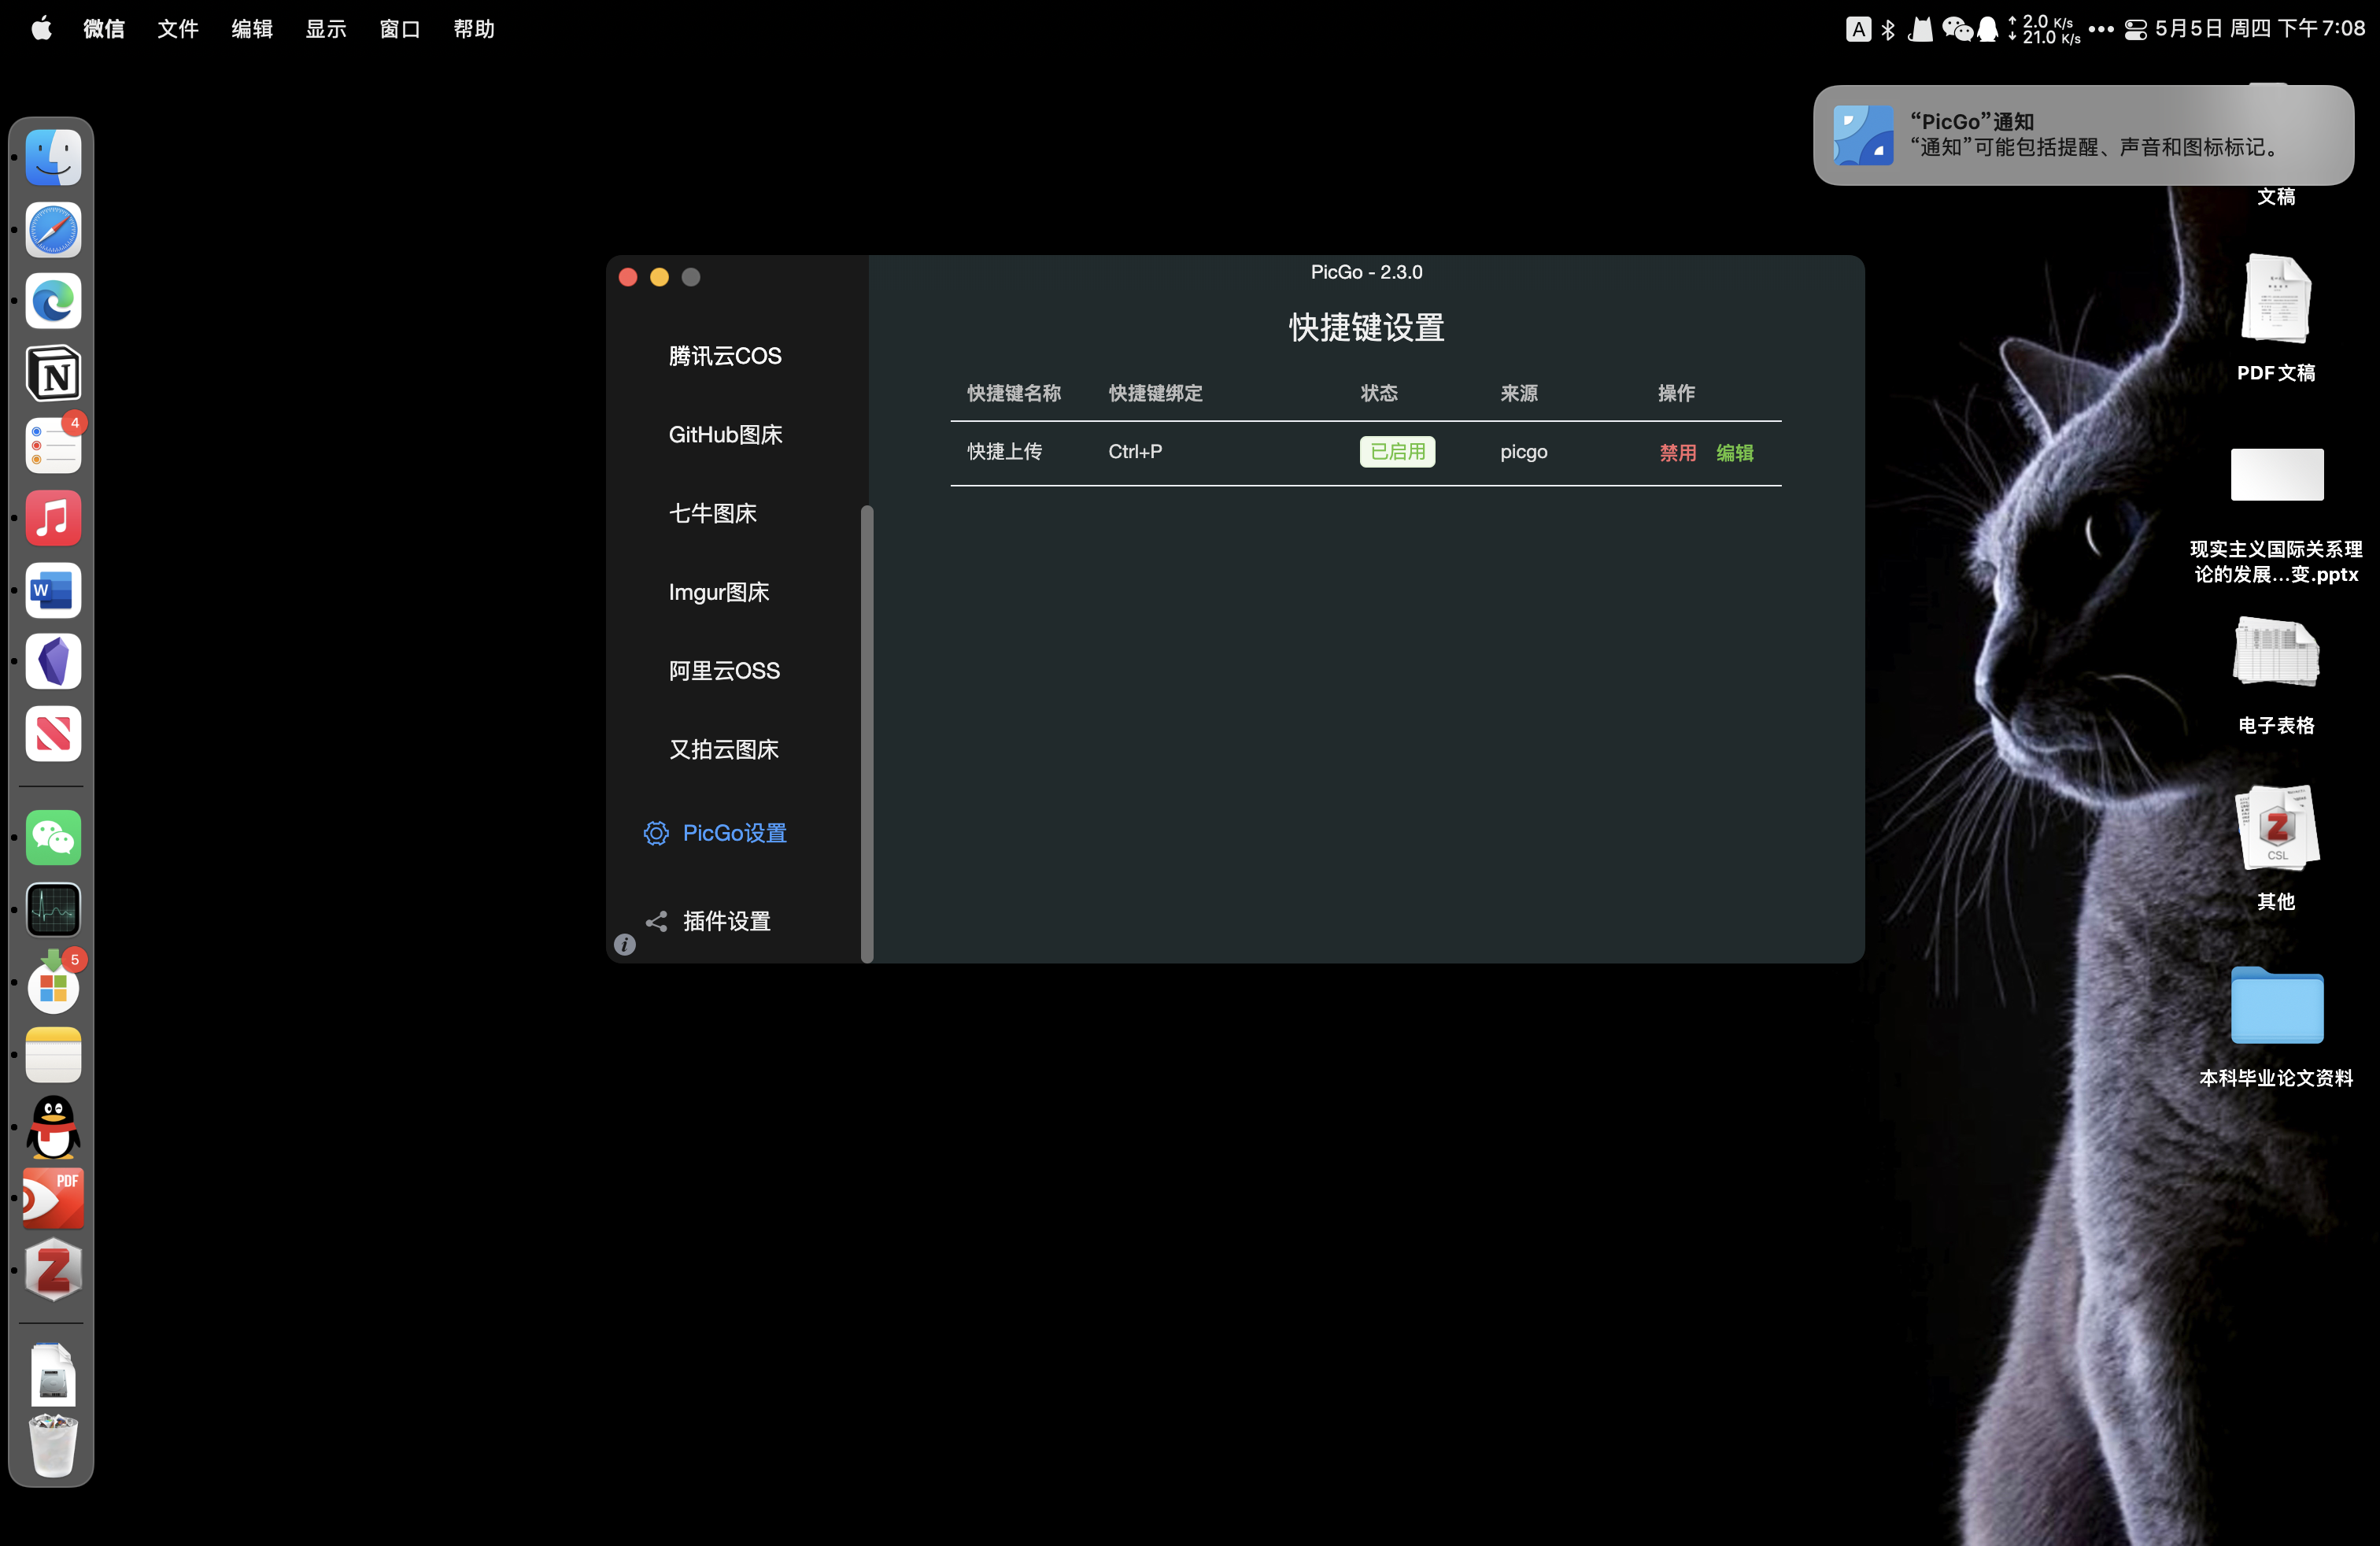 微信 文件 编辑 显示 窗口 帮助
A 2.0 K/s 21.0 K/s 5月5日 周四 下午7:08
“PicGo”通知
“通知”可能包括提醒、声音和图标标记。
文稿
PDF 文稿
现实主义国际关系理
论的发展...变.pptx
电子表格
CSL
其他
本科毕业论文资料
PicGo - 2.3.0
快捷键设置
快捷键名称 快捷键绑定 状态 来源 操作
快捷上传 Ctrl+P 已启用 picgo 禁用 编辑
腾讯云COS
GitHub图床
七牛图床
Imgur图床
阿里云OSS
又拍云图床
PicGo设置
插件设置
N
4
W
5
PDF
Z